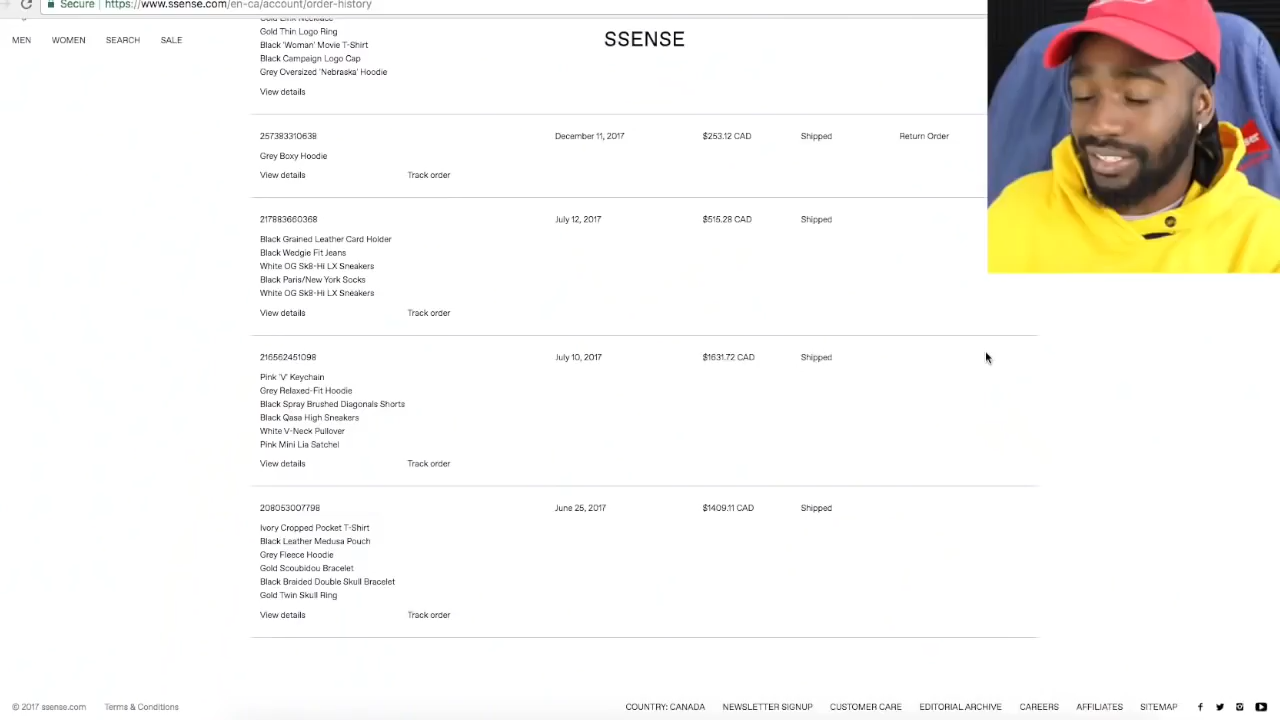 Secure https://www.ssense.com/en-ca/account/order-history
MEN WOMEN SEARCH SALE SSENSE
Gold Link Necklace
Gold Thin Logo Ring
Black 'Woman' Movie T-Shirt
Black Campaign Logo Cap
Grey Oversized 'Nebraska' Hoodie
View details
257383310638 December 11, 2017 $253.12 CAD Shipped Return Order
Grey Boxy Hoodie
View details Track order
217883660368 July 12, 2017 $515.28 CAD Shipped
Black Grained Leather Card Holder
Black Wedgie Fit Jeans
White OG Sk8-Hi LX Sneakers
Black Paris/New York Socks
White OG Sk8-Hi LX Sneakers
View details Track order
216562451098 July 10, 2017 $1631.72 CAD Shipped
Pink 'V' Keychain
Grey Relaxed-Fit Hoodie
Black Spray Brushed Diagonals Shorts
Black Qasa High Sneakers
White V-Neck Pullover
Pink Mini Lia Satchel
View details Track order
208053007798 June 25, 2017 $1409.11 CAD Shipped
Ivory Cropped Pocket T-Shirt
Black Leather Medusa Pouch
Grey Fleece Hoodie
Gold Scoubidou Bracelet
Black Braided Double Skull Bracelet
Gold Twin Skull Ring
View details Track order
© 2017 ssense.com Terms & Conditions COUNTRY: CANADA NEWSLETTER SIGNUP CUSTOMER CARE EDITORIAL ARCHIVE CAREERS AFFILIATES SITEMAP